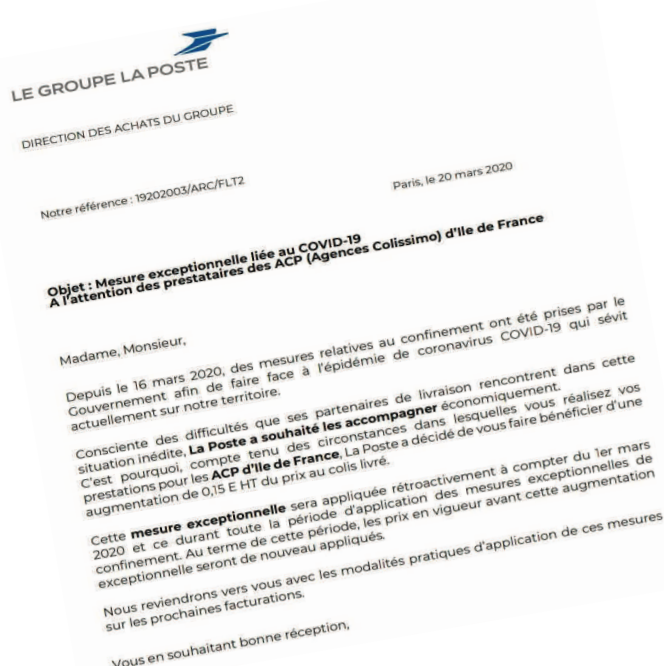 LE GROUPE LA POSTE
DIRECTION DES ACHATS DU GROUPE
Notre référence : 19202003/ARC/FLT2
Paris, le 20 mars 2020
Objet : Mesure exceptionnelle liée au COVID-19
A l'attention des prestataires des ACP (Agences Colissimo) d'Ile de France
Madame, Monsieur,
Depuis le 16 mars 2020, des mesures relatives au confinement ont été prises par le
Gouvernement afin de faire face à l'épidémie de coronavirus COVID-19 qui sévit
actuellement sur notre territoire.
Consciente des difficultés que ses partenaires de livraison rencontrent dans cette
situation inédite, La Poste a souhaité les accompagner économiquement.
C'est pourquoi, compte tenu des circonstances dans lesquelles vous réalisez vos
prestations pour les ACP d'Ile de France, La Poste a décidé de vous faire bénéficier d'une
augmentation de 0,15 E HT du prix au colis livré.
Cette mesure exceptionnelle sera appliquée rétroactivement à compter du 1er mars
2020 et ce durant toute la période d'application des mesures exceptionnelles de
confinement. Au terme de cette période, les prix en vigueur avant cette augmentation
exceptionnelle seront de nouveau appliqués.
Nous reviendrons vers vous avec les modalités pratiques d'application de ces mesures
sur les prochaines facturations.
Vous en souhaitant bonne réception,